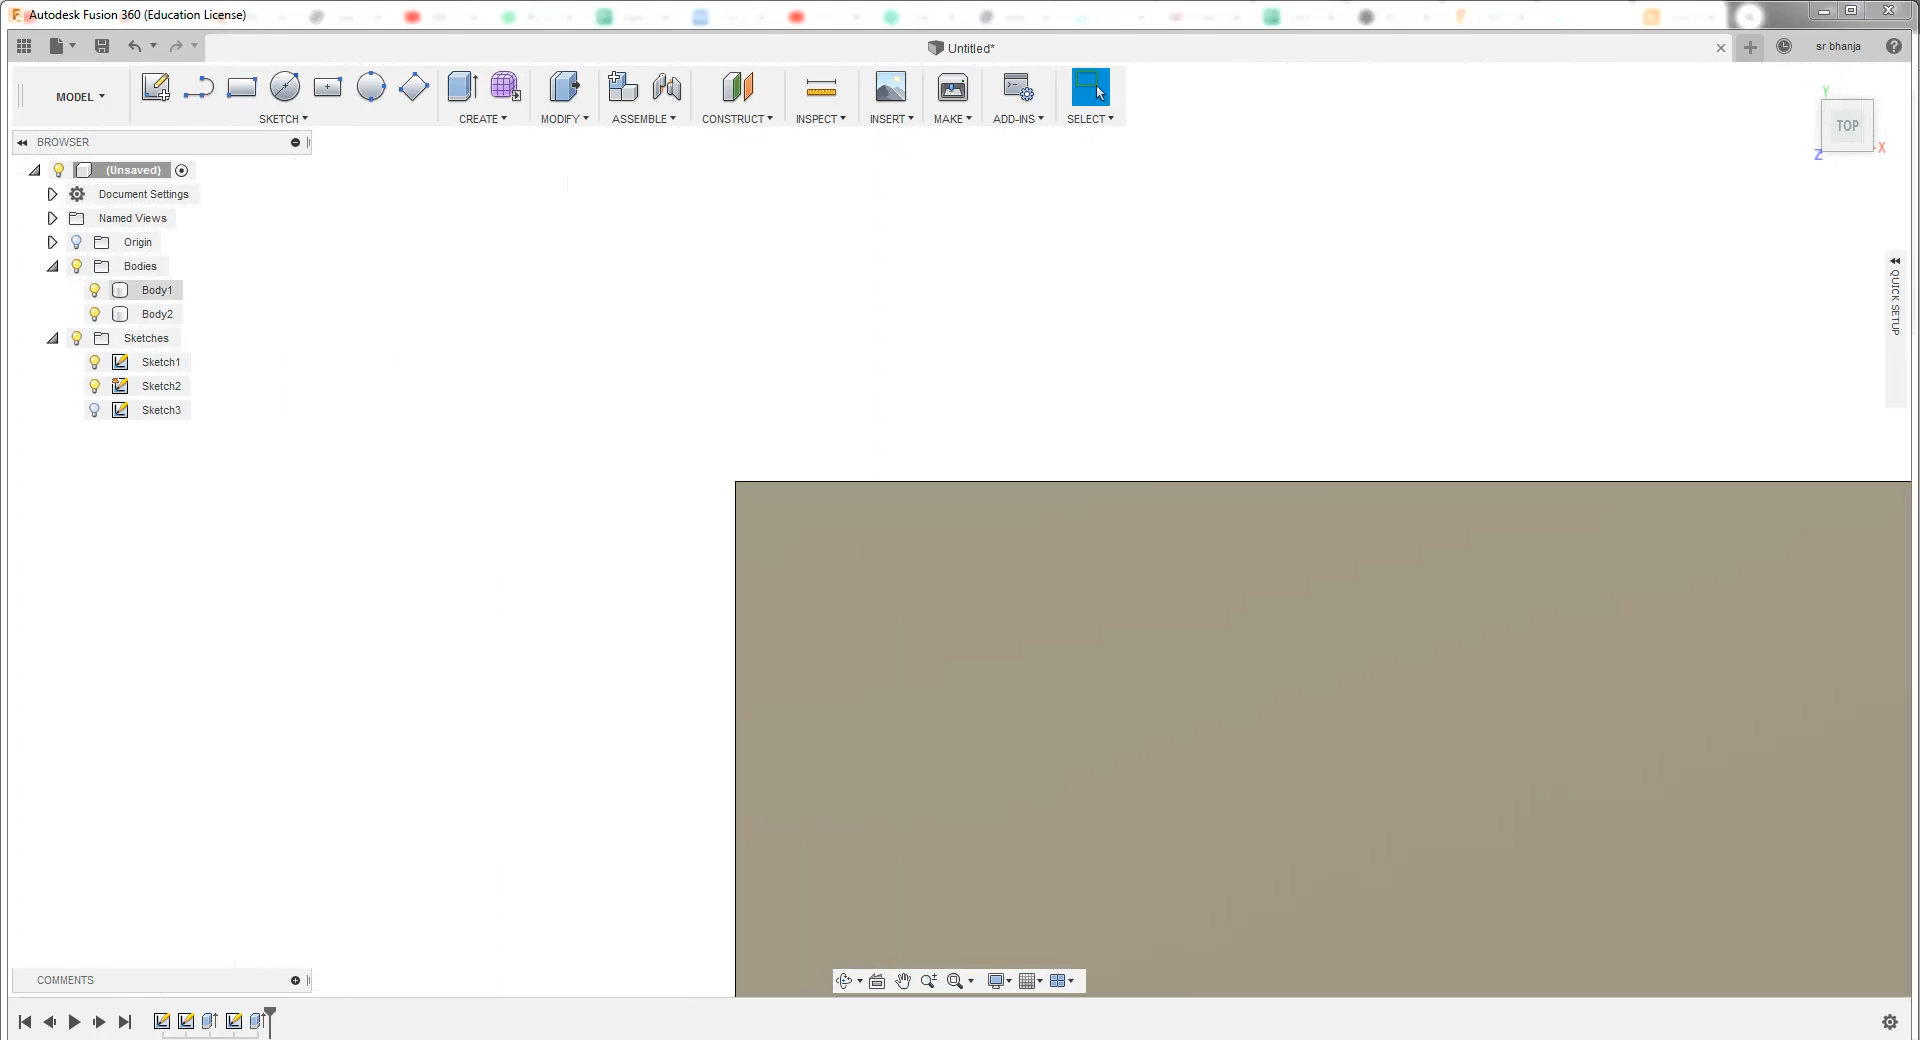 Autodesk Fusion 360 (Education License)
Untitled*
sr bhanja
MODEL
SKETCH
CREATE
MODIFY
ASSEMBLE
CONSTRUCT
INSPECT
INSERT
MAKE
ADD-INS
SELECT
Y
TOP
X
Z
BROWSER
(Unsaved)
Document Settings
Named Views
Origin
Bodies
Body1
Body2
Sketches
Sketch1
Sketch2
Sketch3
QUICK SETUP
COMMENTS